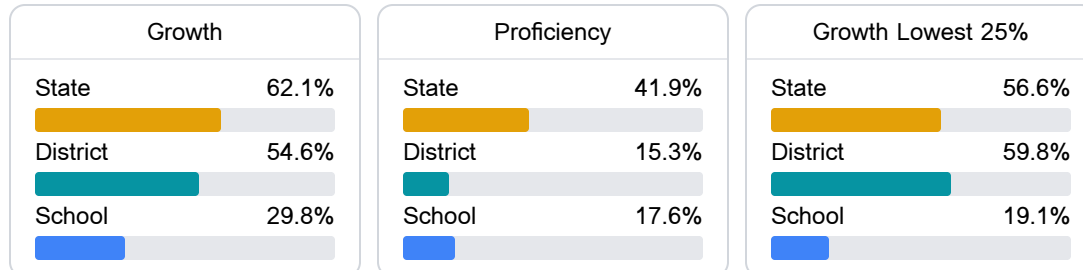 Growth
State 62.1%
District 54.6%
School 29.8%
Proficiency
State 41.9%
District 15.3%
School 17.6%
Growth Lowest 25%
State 56.6%
District 59.8%
School 19.1%